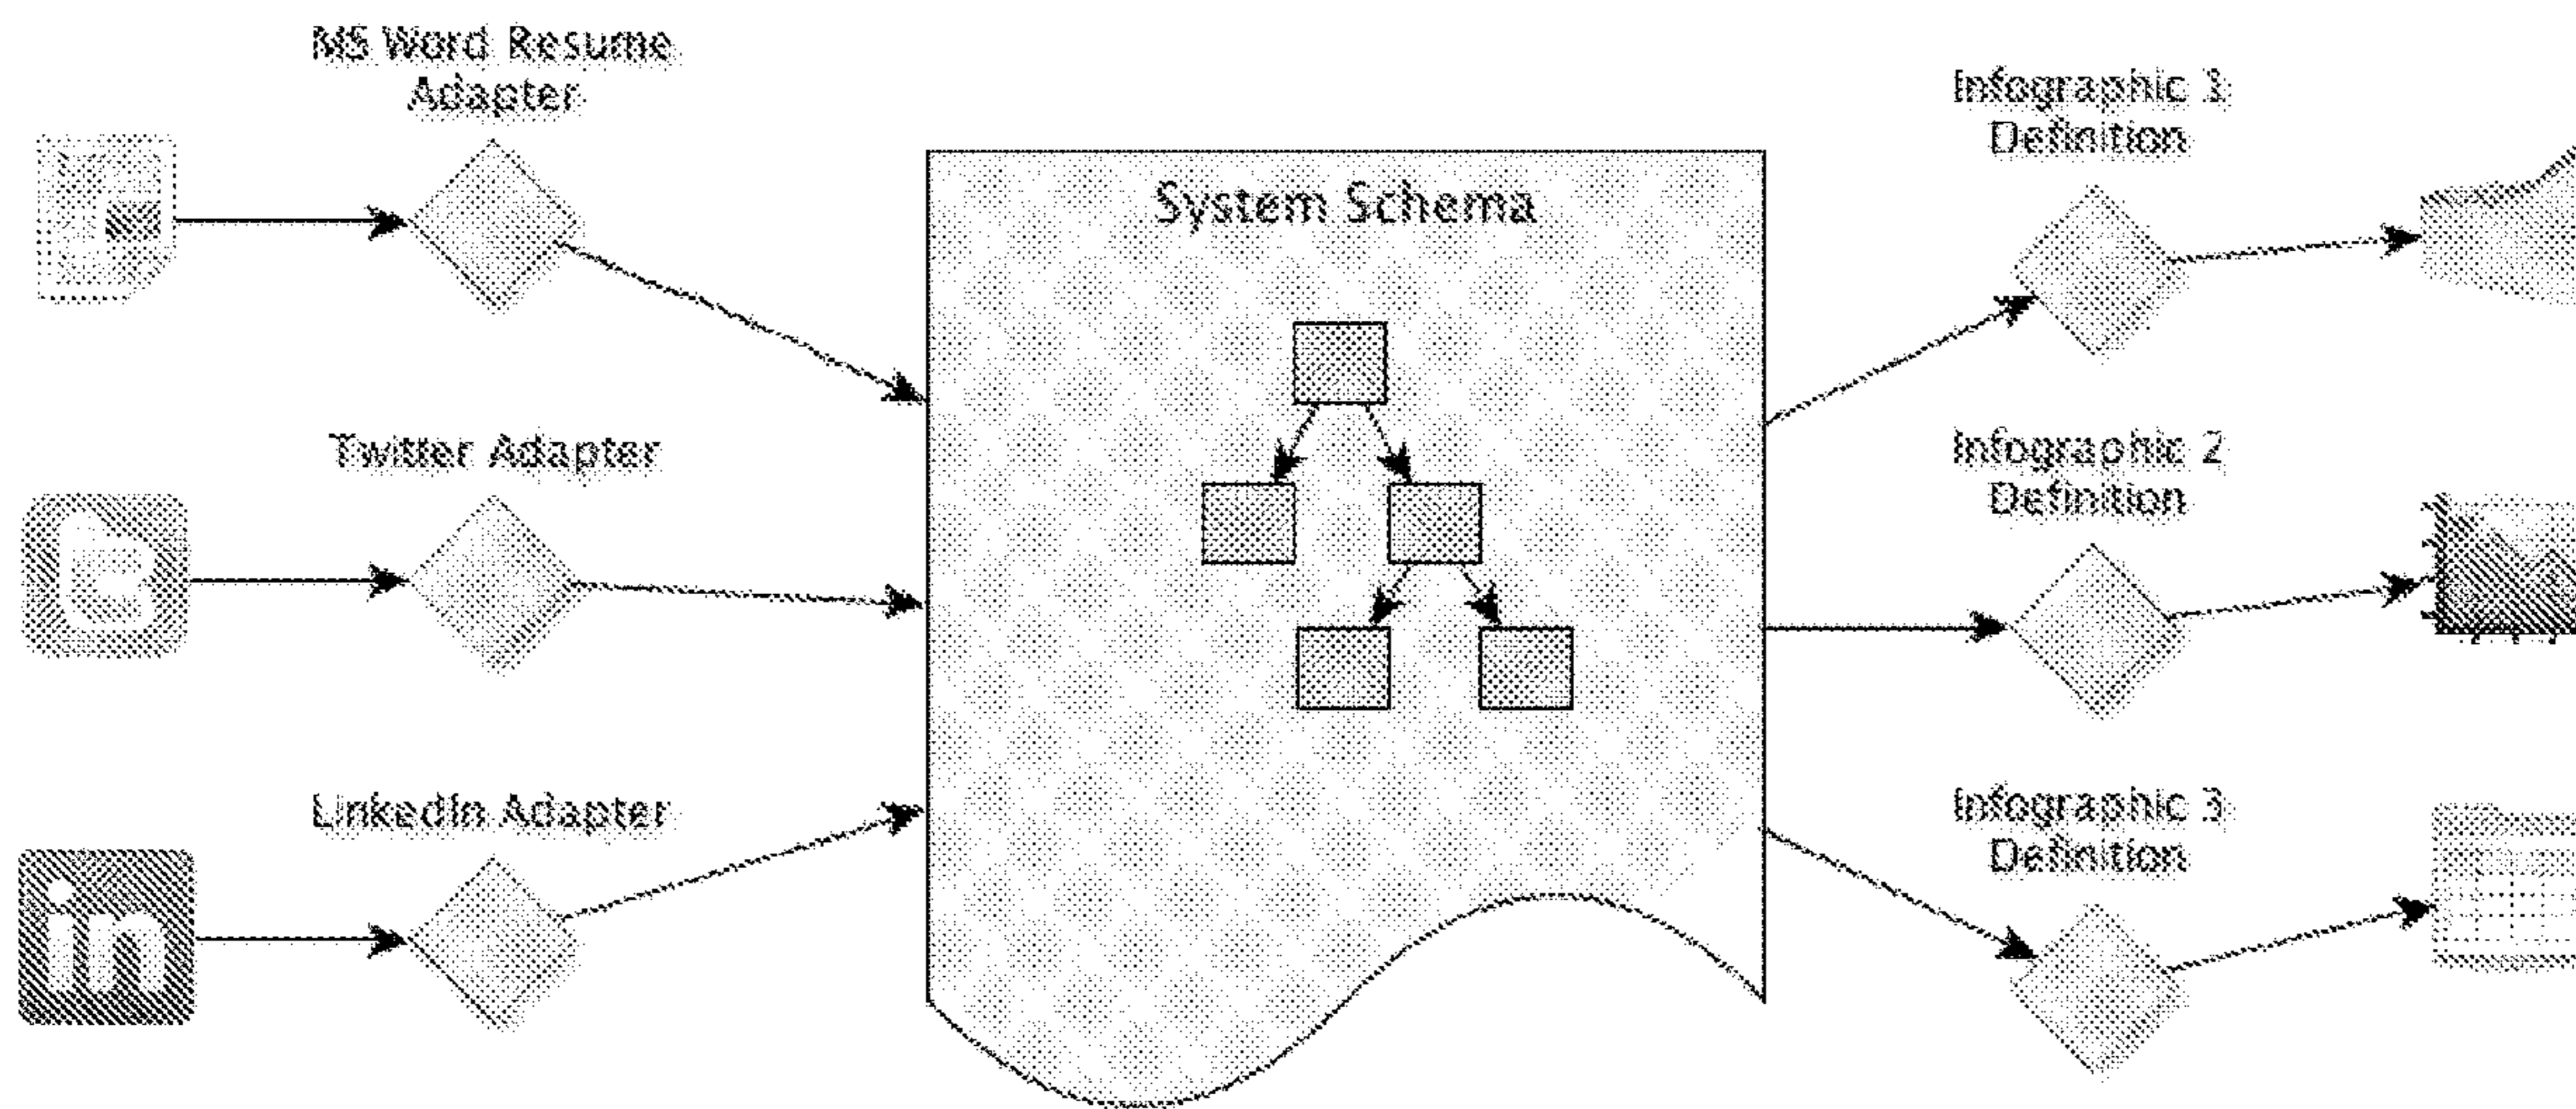 MS Word Resume
Adapter
Infographic 1
Definition
System Schema
Twitter Adapter
Infographic 2
Definition
LinkedIn Adapter
Infographic 3
Definition
in